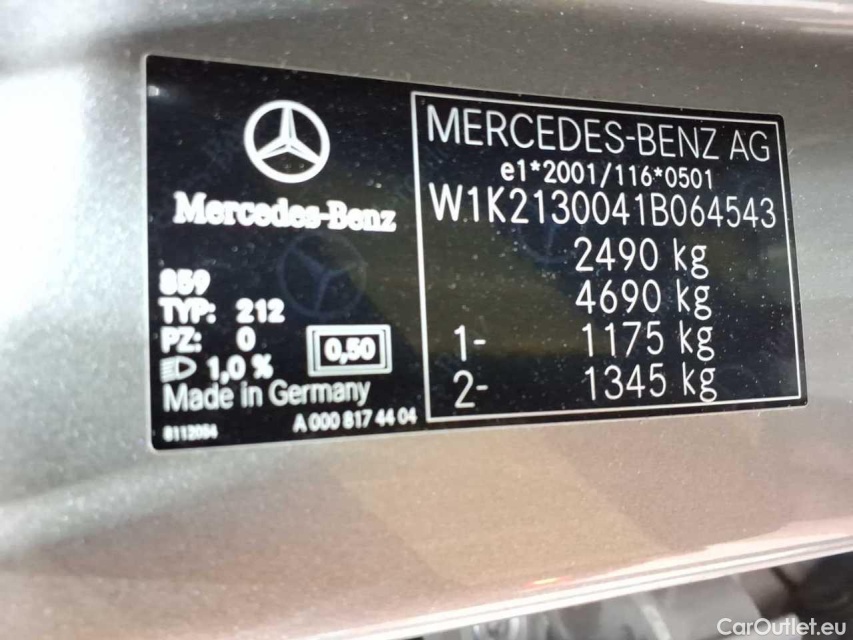 Mercedes-Benz
859
TYP: 212
PZ: 0
1,0 %
0,50
Made in Germany
8112054
A 000 817 44 04
MERCEDES-BENZ AG
e1*2001/116*0501
W1K2130041B064543
2490 kg
4690 kg
1- 1175 kg
2- 1345 kg
CarOutlet.eu